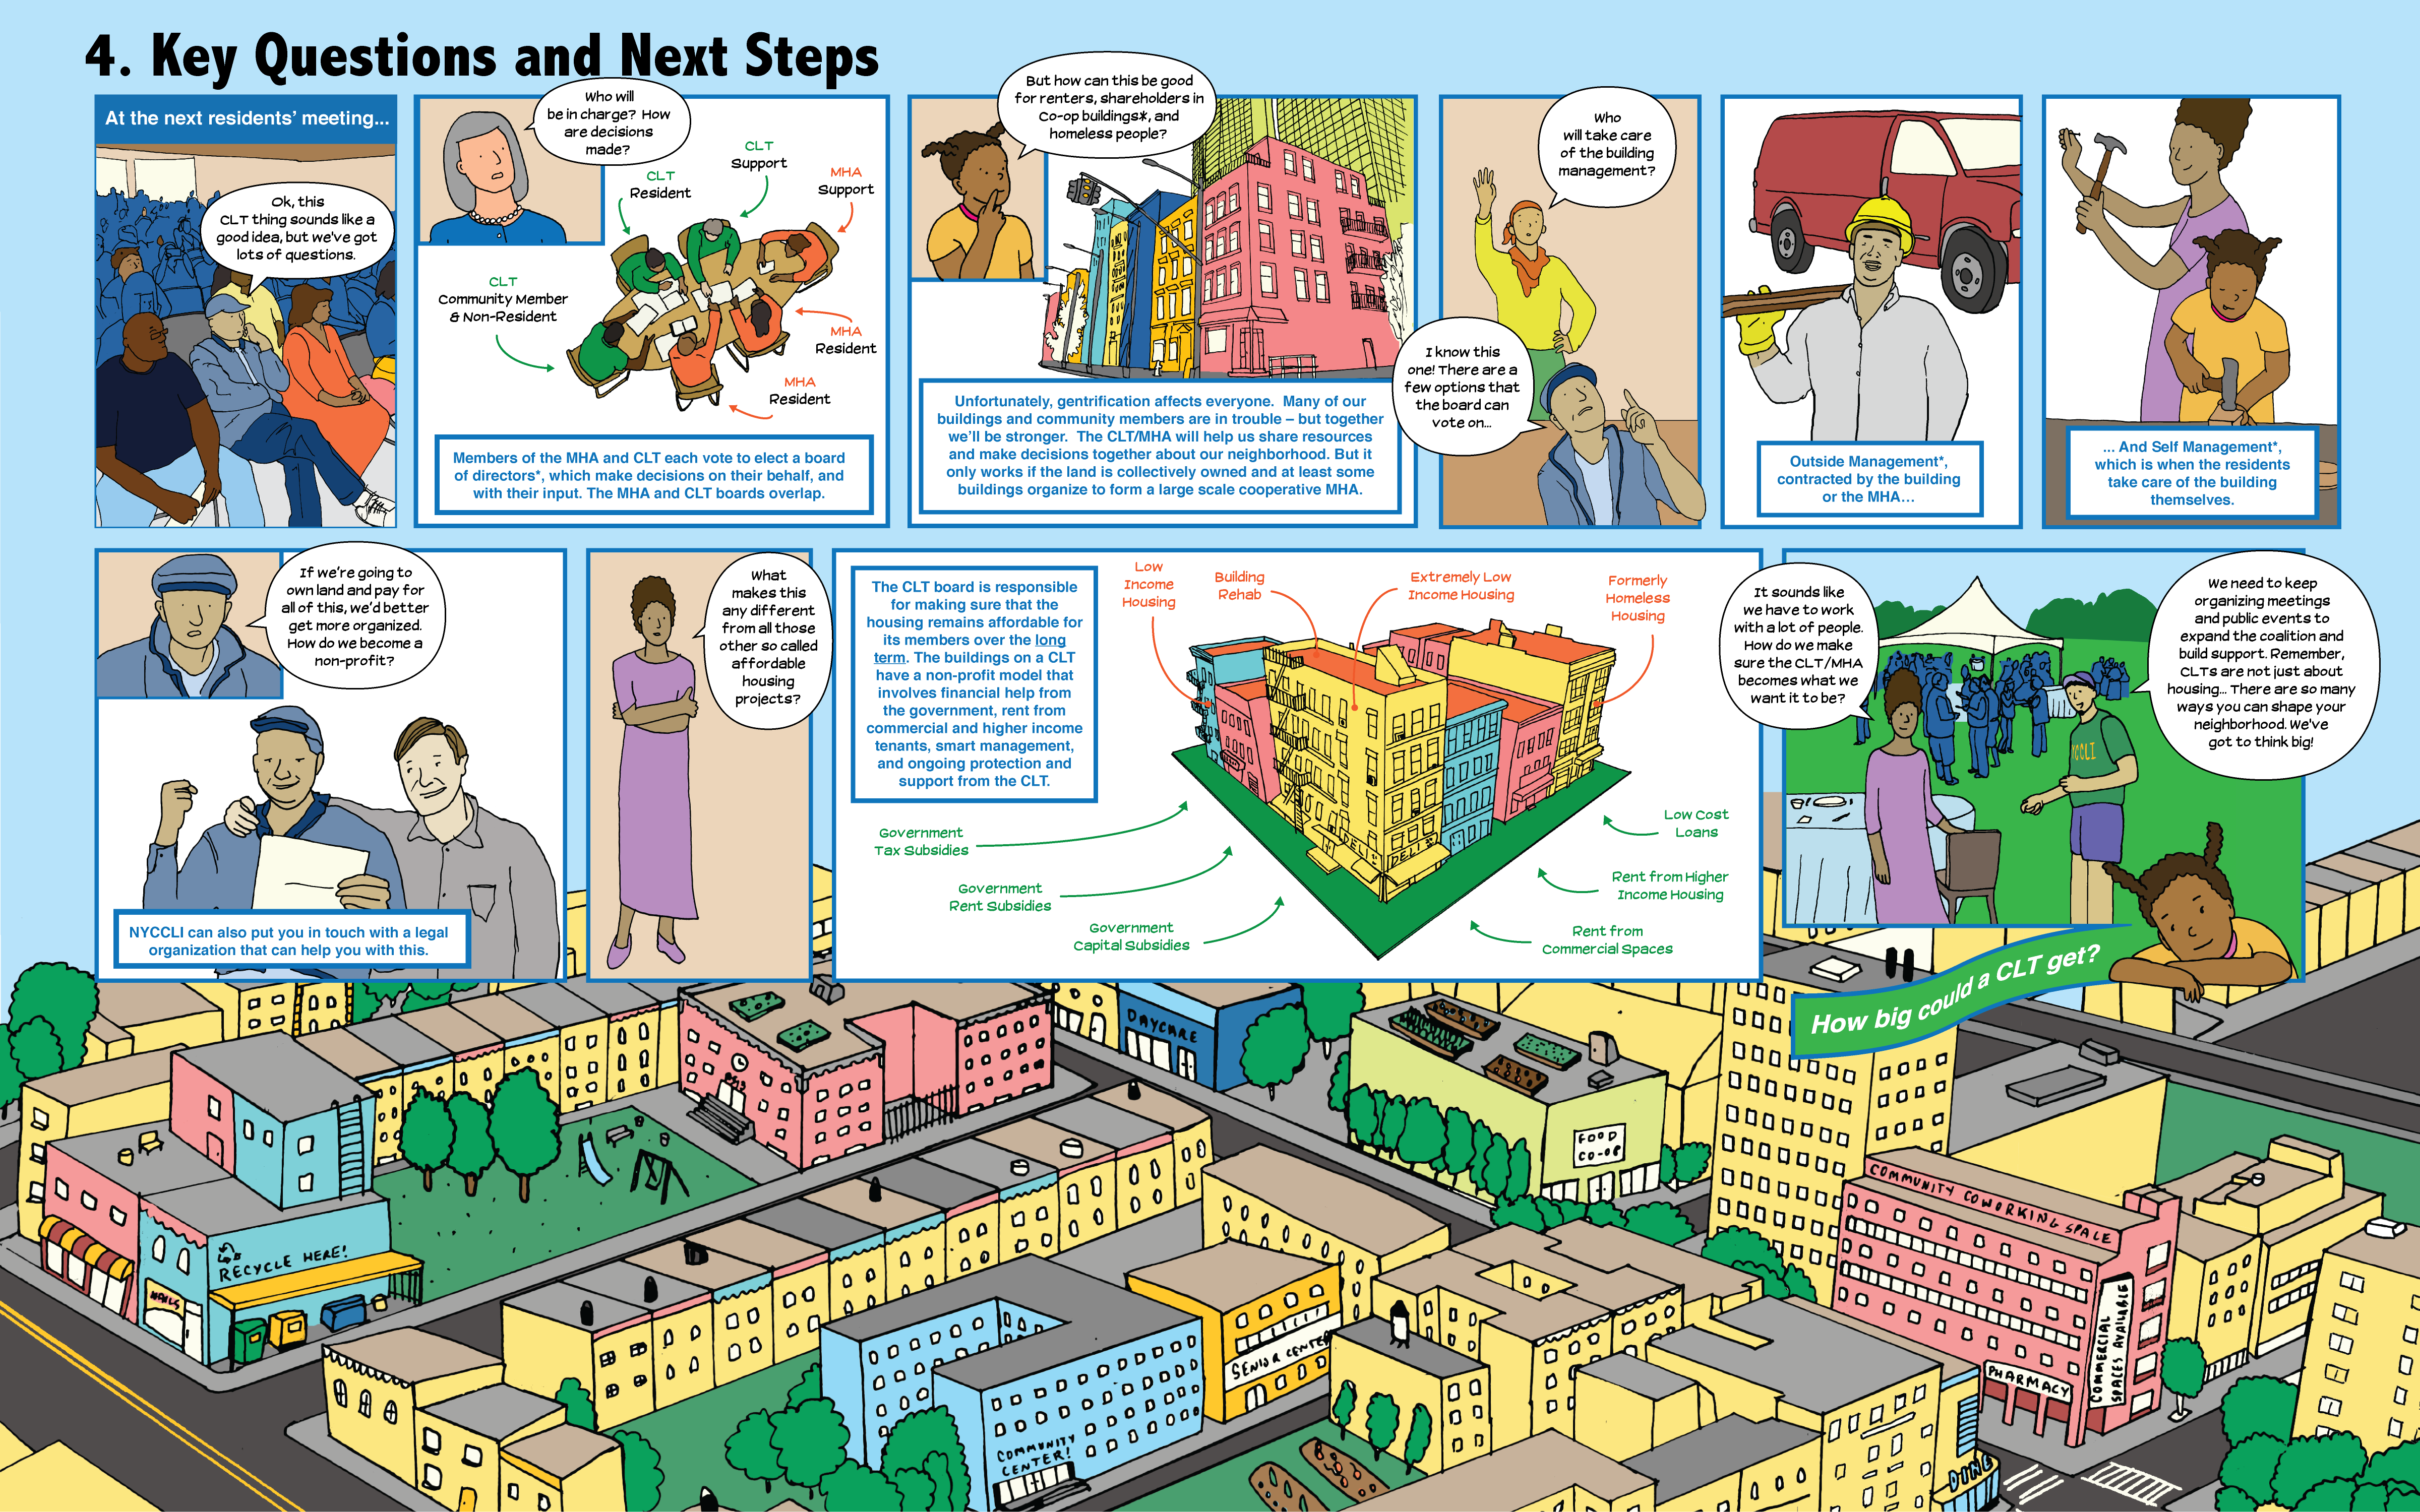 4. Key Questions and Next Steps
At the next residents' meeting...
Ok, this
CLT thing sounds like a
good idea, but we've got
lots of questions.
Who will
be in charge? How
are decisions
made?
CLT
Support
CLT
Resident
MHA
Support
CLT
Community Member
& Non-Resident
MHA
Resident
MHA
Resident
Members of the MHA and CLT each vote to elect a board
of directors*, which make decisions on their behalf, and
with their input. The MHA and CLT boards overlap.
But how can this be good
for renters, shareholders in
Co-op buildings*, and
homeless people?
Unfortunately, gentrification affects everyone. Many of our
buildings and community members are in trouble – but together
we'll be stronger. The CLT/MHA will help us share resources
and make decisions together about our neighborhood. But it
only works if the land is collectively owned and at least some
buildings organize to form a large scale cooperative MHA.
Who
will take care
of the building
management?
I know this
one! There are a
few options that
the board can
vote on...
Outside Management*,
contracted by the building
or the MHA...
... And Self Management*,
which is when the residents
take care of the building
themselves.
If we're going to
own land and pay for
all of this, we'd better
get more organized.
How do we become a
non-profit?
NYCCLI can also put you in touch with a legal
organization that can help you with this.
What
makes this
any different
from all those
other so called
affordable
housing
projects?
The CLT board is responsible
for making sure that the
housing remains affordable for
its members over the long
term. The buildings on a CLT
have a non-profit model that
involves financial help from
the government, rent from
commercial and higher income
tenants, smart management,
and ongoing protection and
support from the CLT.
Low
Income
Housing
Building
Rehab
Extremely Low
Income Housing
Formerly
Homeless
Housing
DELI
DELI
Government
Tax Subsidies
Government
Rent Subsidies
Government
Capital Subsidies
Low Cost
Loans
Rent from Higher
Income Housing
Rent from
Commercial Spaces
It sounds like
we have to work
with a lot of people.
How do we make
sure the CLT/MHA
becomes what we
want it to be?
We need to keep
organizing meetings
and public events to
expand the coalition and
build support. Remember,
CLTs are not just about
housing... There are so many
ways you can shape your
neighborhood. We've
got to think big!
YCCLI
How big could a CLT get?
DAYCARE
FOOD
CO-OP
COMMUNITY COWORKING SPACE
RECYCLE HERE!
NAILS
SENIOR CENTER
COMMERCIAL
SPACES AVAILABLE
PHARMACY
COMMUNITY
CENTER!
DINE